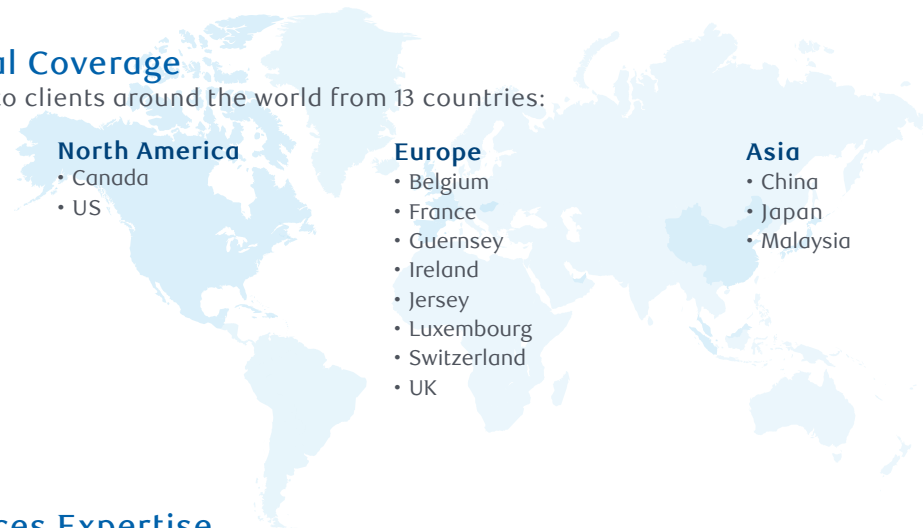 al Coverage
to clients around the world from 13 countries:
North America
• Canada
• US
Europe
• Belgium
• France
• Guernsey
• Ireland
• Jersey
• Luxembourg
• Switzerland
• UK
Asia
• China
• Japan
• Malaysia
ces Expertise